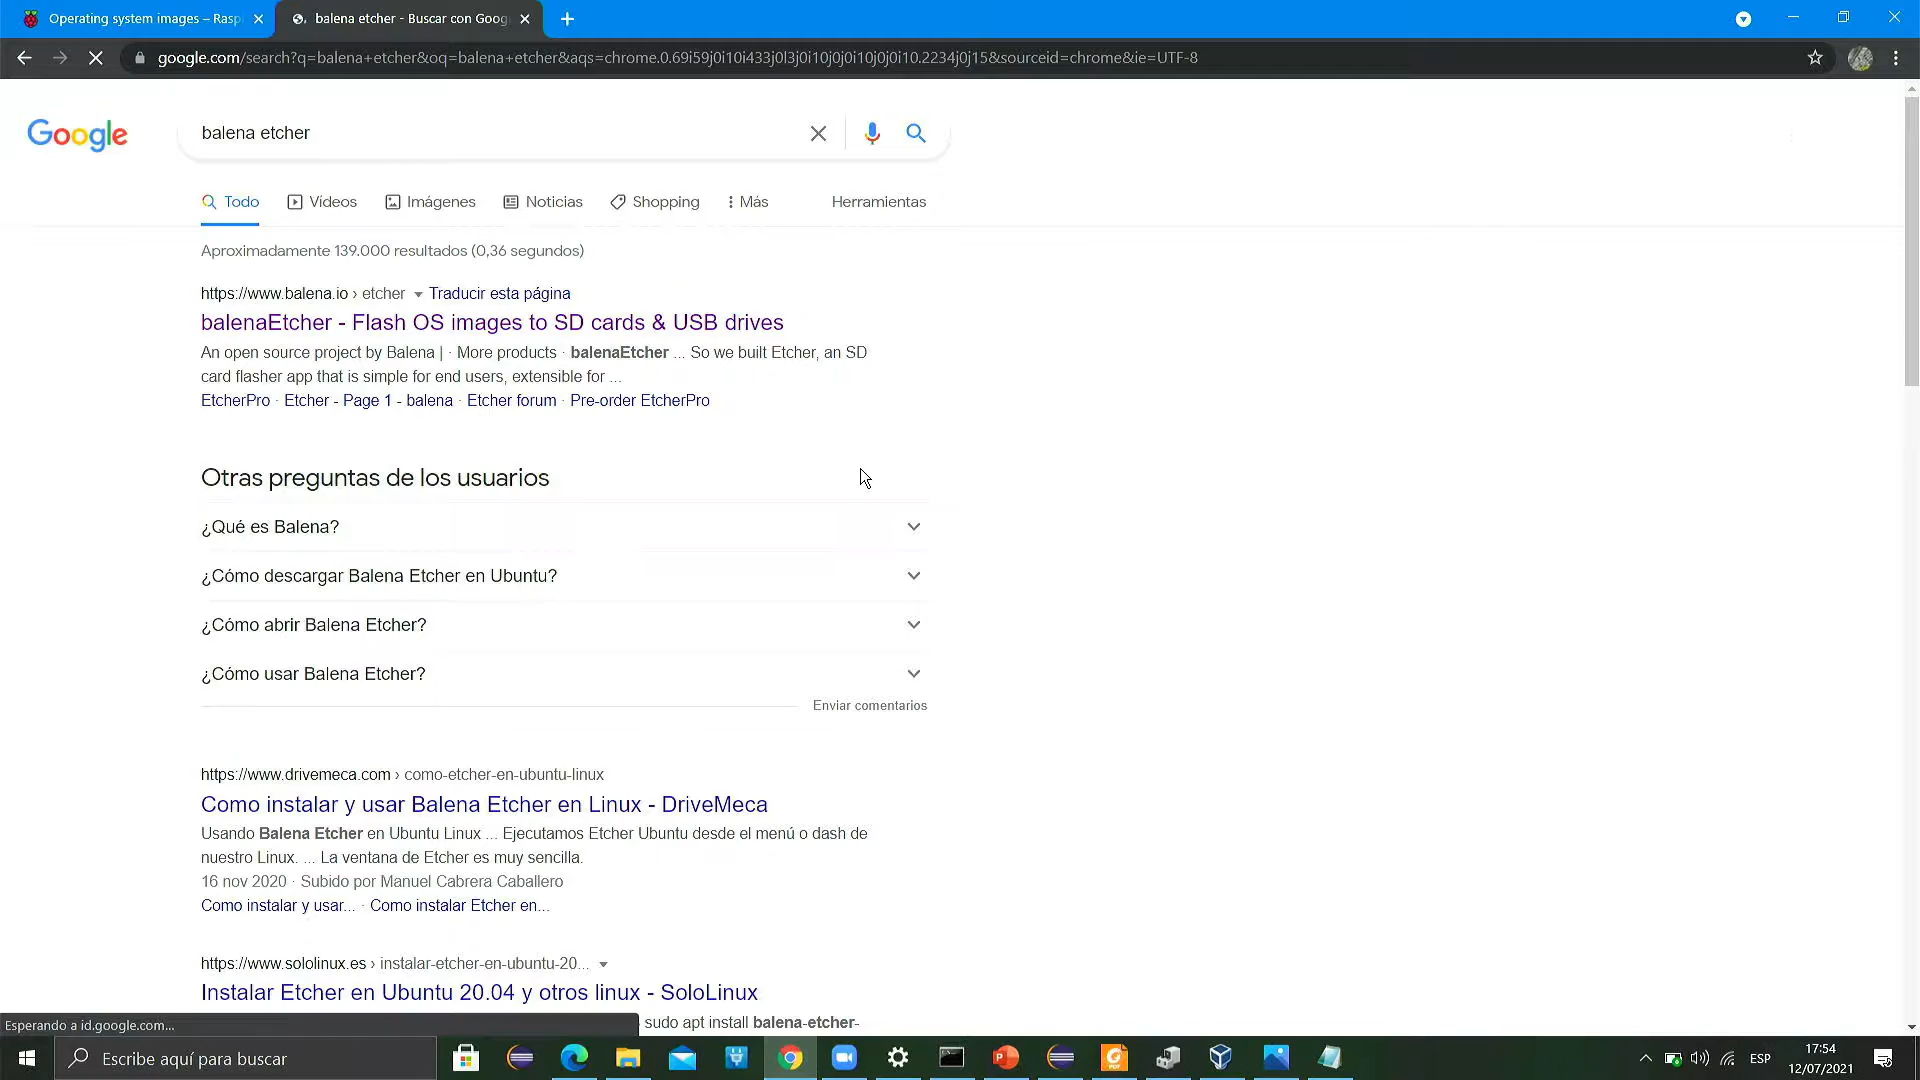 Operating system images – Rasp
balena etcher - Buscar con Goog
google.com/search?q=balena+etcher&oq=balena+etcher&aqs=chrome.0.69i59j0i10i433j0l3j0i10j0j0i10j0j0i10.2234j0j15&sourceid=chrome&ie=UTF-8
Google
balena etcher
Todo
Vídeos
Imágenes
Noticias
Shopping
Más
Herramientas
Aproximadamente 139.000 resultados (0,36 segundos)
https://www.balena.io › etcher Traducir esta página
balenaEtcher - Flash OS images to SD cards & USB drives
An open source project by Balena | · More products · balenaEtcher ... So we built Etcher, an SD
card flasher app that is simple for end users, extensible for ...
EtcherPro · Etcher - Page 1 - balena · Etcher forum · Pre-order EtcherPro
Otras preguntas de los usuarios
¿Qué es Balena?
¿Cómo descargar Balena Etcher en Ubuntu?
¿Cómo abrir Balena Etcher?
¿Cómo usar Balena Etcher?
Enviar comentarios
https://www.drivemeca.com › como-etcher-en-ubuntu-linux
Como instalar y usar Balena Etcher en Linux - DriveMeca
Usando Balena Etcher en Ubuntu Linux ... Ejecutamos Etcher Ubuntu desde el menú o dash de
nuestro Linux. ... La ventana de Etcher es muy sencilla.
16 nov 2020 · Subido por Manuel Cabrera Caballero
Como instalar y usar... · Como instalar Etcher en...
https://www.sololinux.es › instalar-etcher-en-ubuntu-20...
Instalar Etcher en Ubuntu 20.04 y otros linux - SoloLinux
sudo apt install balena-etcher-
Esperando a id.google.com...
Escribe aquí para buscar
ESP
17:54
12/07/2021